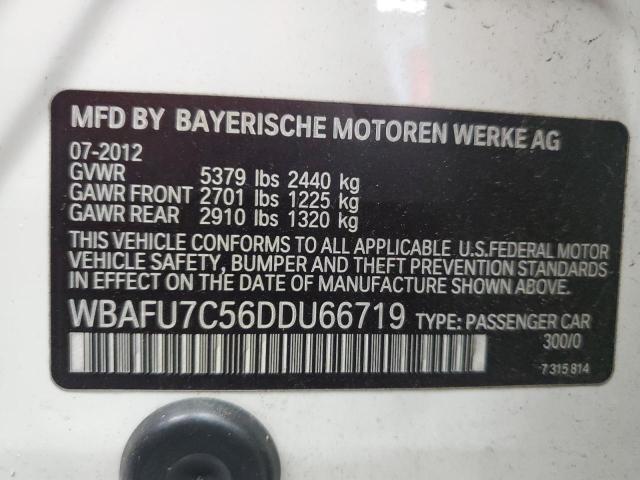 MFD BY BAYERISCHE MOTOREN WERKE AG
07-2012
GVWR 5379 lbs 2440 kg
GAWR FRONT 2701 lbs 1225 kg
GAWR REAR 2910 lbs 1320 kg
THIS VEHICLE CONFORMS TO ALL APPLICABLE U.S.FEDERAL MOTOR
VEHICLE SAFETY, BUMPER AND THEFT PREVENTION STANDARDS
IN EFFECT ON THE DATE OF MANUFACTURE SHOWN ABOVE.
WBAFU7C56DDU66719 TYPE: PASSENGER CAR
300/0
7 315 814